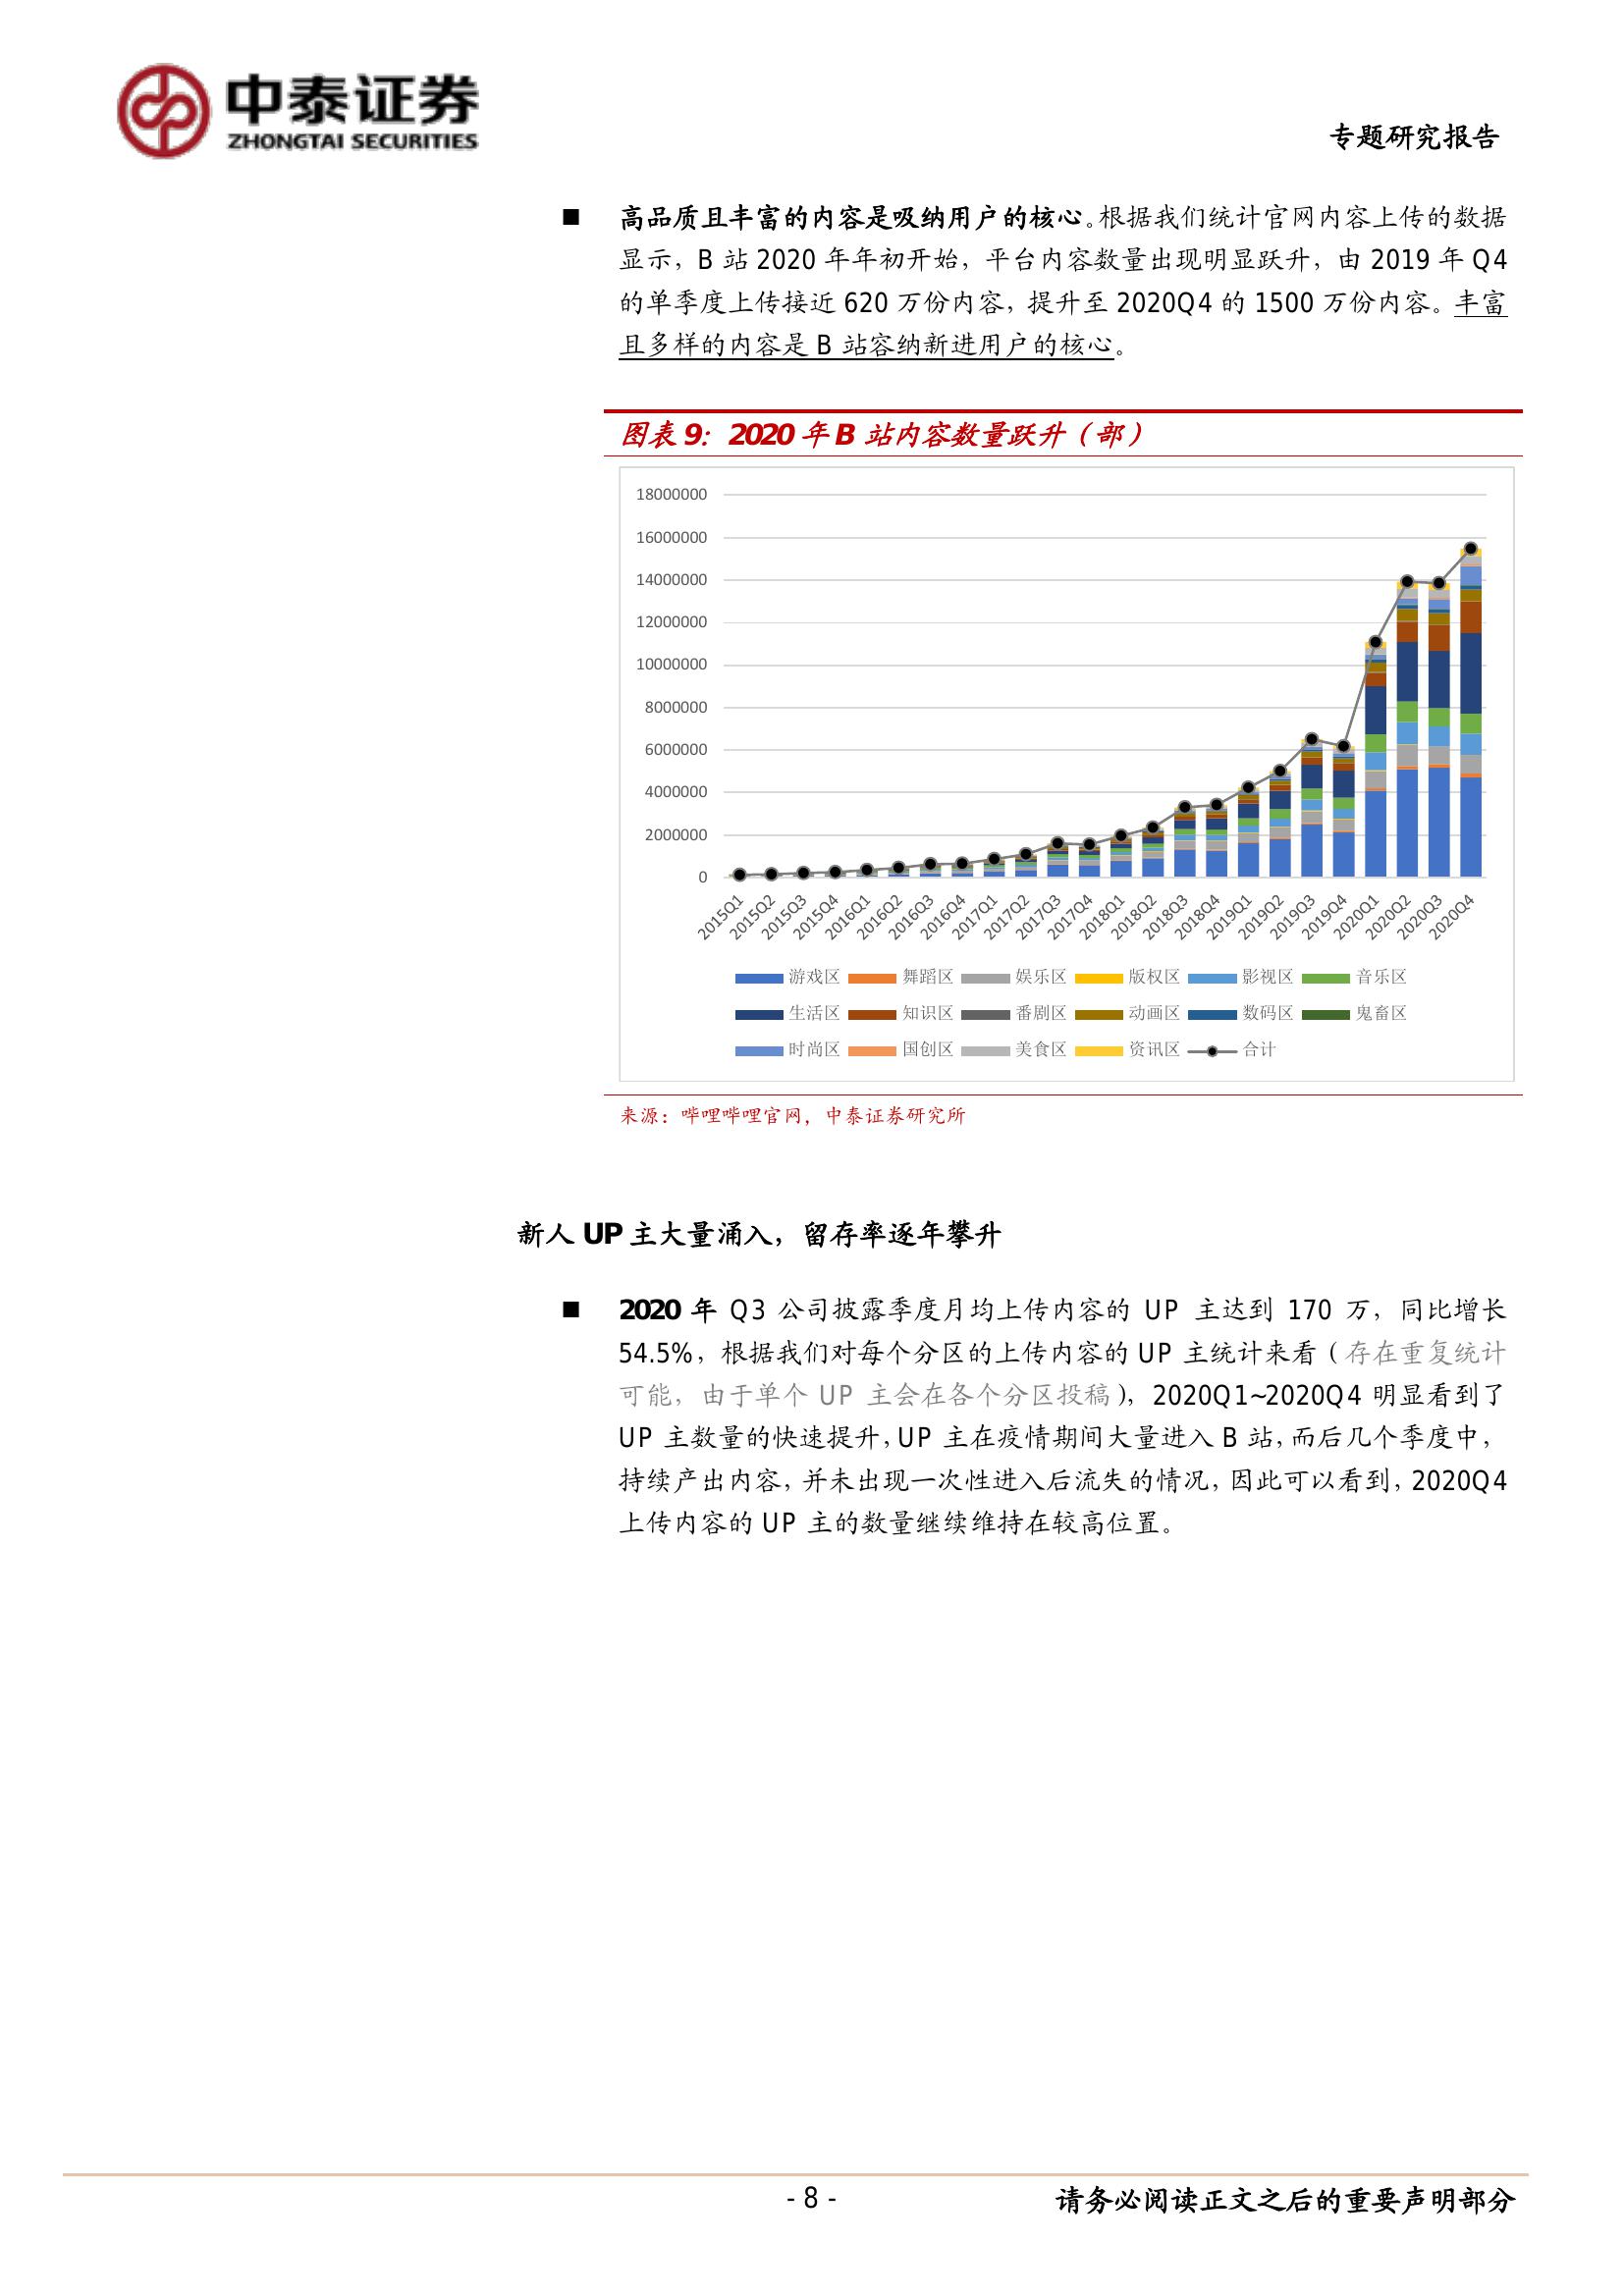 中泰证券
ZHONGTAI SECURITIES
专题研究报告
■ 高品质且丰富的内容是吸纳用户的核心。根据我们统计官网内容上传的数据
显示，B 站 2020 年年初开始，平台内容数量出现明显跃升，由 2019 年 Q4
的单季度上传接近 620 万份内容，提升至 2020Q4 的 1500 万份内容。丰富
且多样的内容是 B 站容纳新进用户的核心。
图表 9：2020 年 B 站内容数量跃升（部）
18000000
16000000
14000000
12000000
10000000
8000000
6000000
4000000
2000000
0
2015Q1 2015Q2 2015Q3 2015Q4 2016Q1 2016Q2 2016Q3 2016Q4 2017Q1 2017Q2 2017Q3 2017Q4 2018Q1 2018Q2 2018Q3 2018Q4 2019Q1 2019Q2 2019Q3 2019Q4 2020Q1 2020Q2 2020Q3 2020Q4
游戏区 舞蹈区 娱乐区 版权区 影视区 音乐区
生活区 知识区 番剧区 动画区 数码区 鬼畜区
时尚区 国创区 美食区 资讯区 合计
来源：哔哩哔哩官网，中泰证券研究所
新人 UP 主大量涌入，留存率逐年攀升
■ 2020 年 Q3 公司披露季度月均上传内容的 UP 主达到 170 万，同比增长
54.5%，根据我们对每个分区的上传内容的 UP 主统计来看（存在重复统计
可能，由于单个 UP 主会在各个分区投稿），2020Q1~2020Q4 明显看到了
UP 主数量的快速提升，UP 主在疫情期间大量进入 B 站，而后几个季度中，
持续产出内容，并未出现一次性进入后流失的情况，因此可以看到，2020Q4
上传内容的 UP 主的数量继续维持在较高位置。
- 8 -
请务必阅读正文之后的重要声明部分